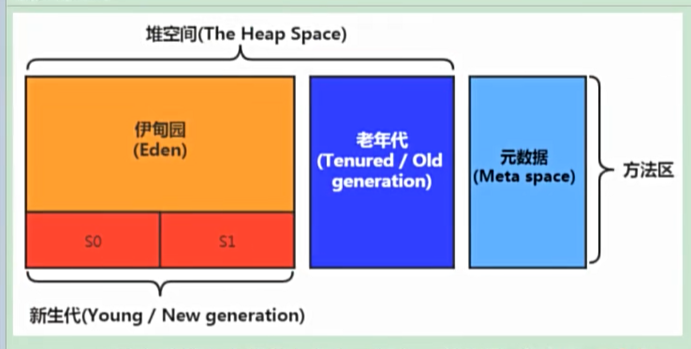 堆空间(The Heap Space)
伊甸园
(Eden)
老年代
(Tenured / Old
generation)
元数据
(Meta space)
方法区
S0
S1
新生代(Young / New generation)